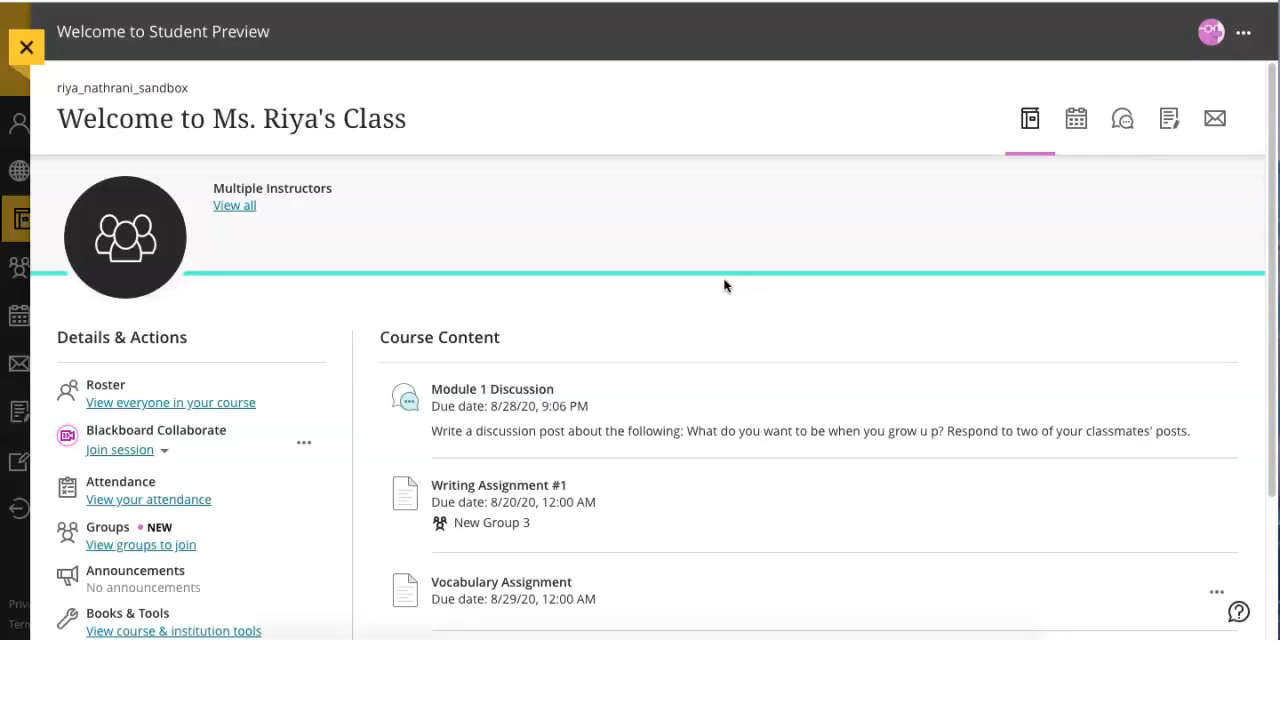 Welcome to Student Preview
riya_nathrani_sandbox
Welcome to Ms. Riya's Class
Multiple Instructors
View all
Details & Actions
Roster
View everyone in your course
Blackboard Collaborate
Join session
Attendance
View your attendance
Groups • NEW
View groups to join
Announcements
No announcements
Books & Tools
View course & institution tools
Course Content
Module 1 Discussion
Due date: 8/28/20, 9:06 PM
Write a discussion post about the following: What do you want to be when you grow u p? Respond to two of your classmates' posts.
Writing Assignment #1
Due date: 8/20/20, 12:00 AM
New Group 3
Vocabulary Assignment
Due date: 8/29/20, 12:00 AM
Priv
Term